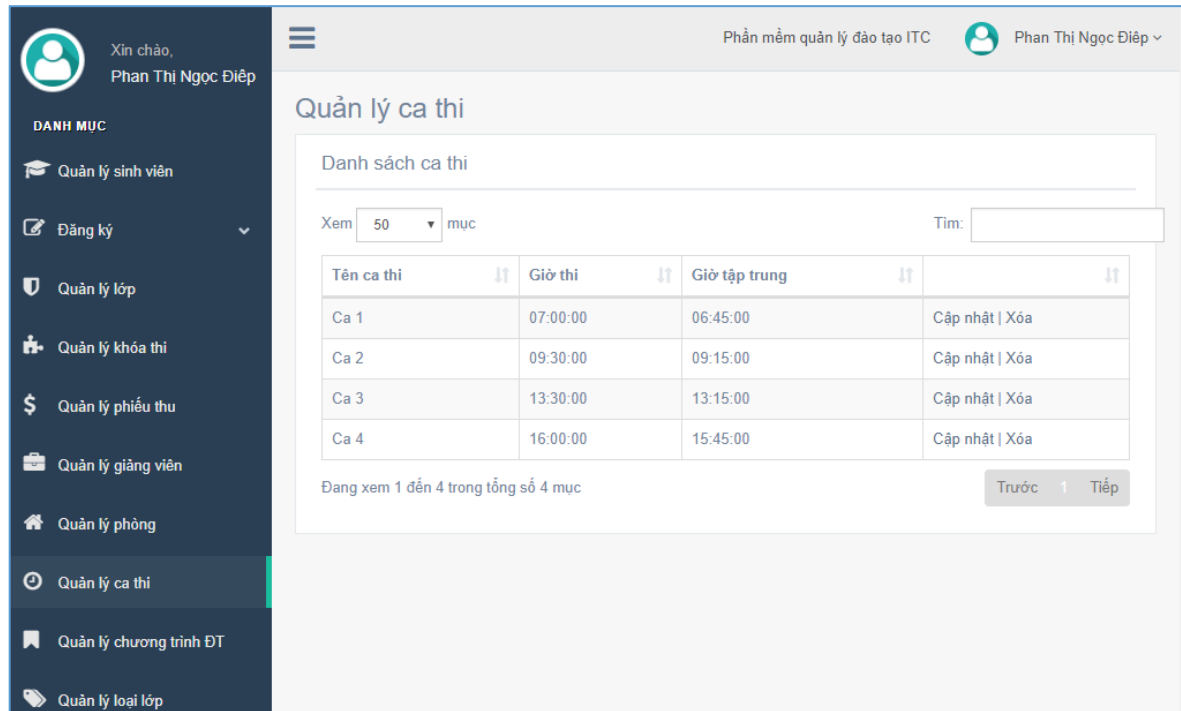 Xin chào,
Phan Thị Ngọc Điệp
DANH MỤC
Quản lý sinh viên
Đăng ký
Quản lý lớp
Quản lý khóa thi
Quản lý phiếu thu
Quản lý giảng viên
Quản lý phòng
Quản lý ca thi
Quản lý chương trình ĐT
Quản lý loại lớp
Phần mềm quản lý đào tạo ITC Phan Thị Ngọc Điệp
Quản lý ca thi
Danh sách ca thi
Xem 50 mục Tìm:
Tên ca thi Giờ thi Giờ tập trung
Ca 1 07:00:00 06:45:00 Cập nhật | Xóa
Ca 2 09:30:00 09:15:00 Cập nhật | Xóa
Ca 3 13:30:00 13:15:00 Cập nhật | Xóa
Ca 4 16:00:00 15:45:00 Cập nhật | Xóa
Đang xem 1 đến 4 trong tổng số 4 mục Trước 1 Tiếp